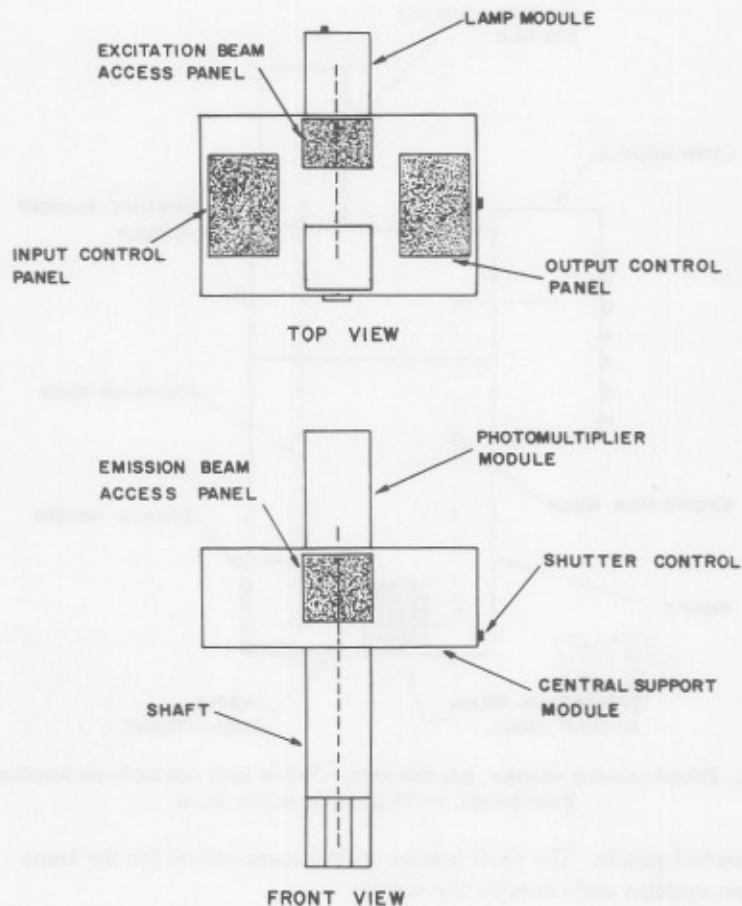 LAMP MODULE
EXCITATION BEAM
ACCESS PANEL
INPUT CONTROL
PANEL
OUTPUT CONTROL
PANEL
TOP VIEW
PHOTOMULTIPLIER
MODULE
EMISSION BEAM
ACCESS PANEL
SHUTTER CONTROL
CENTRAL SUPPORT
MODULE
SHAFT
FRONT VIEW